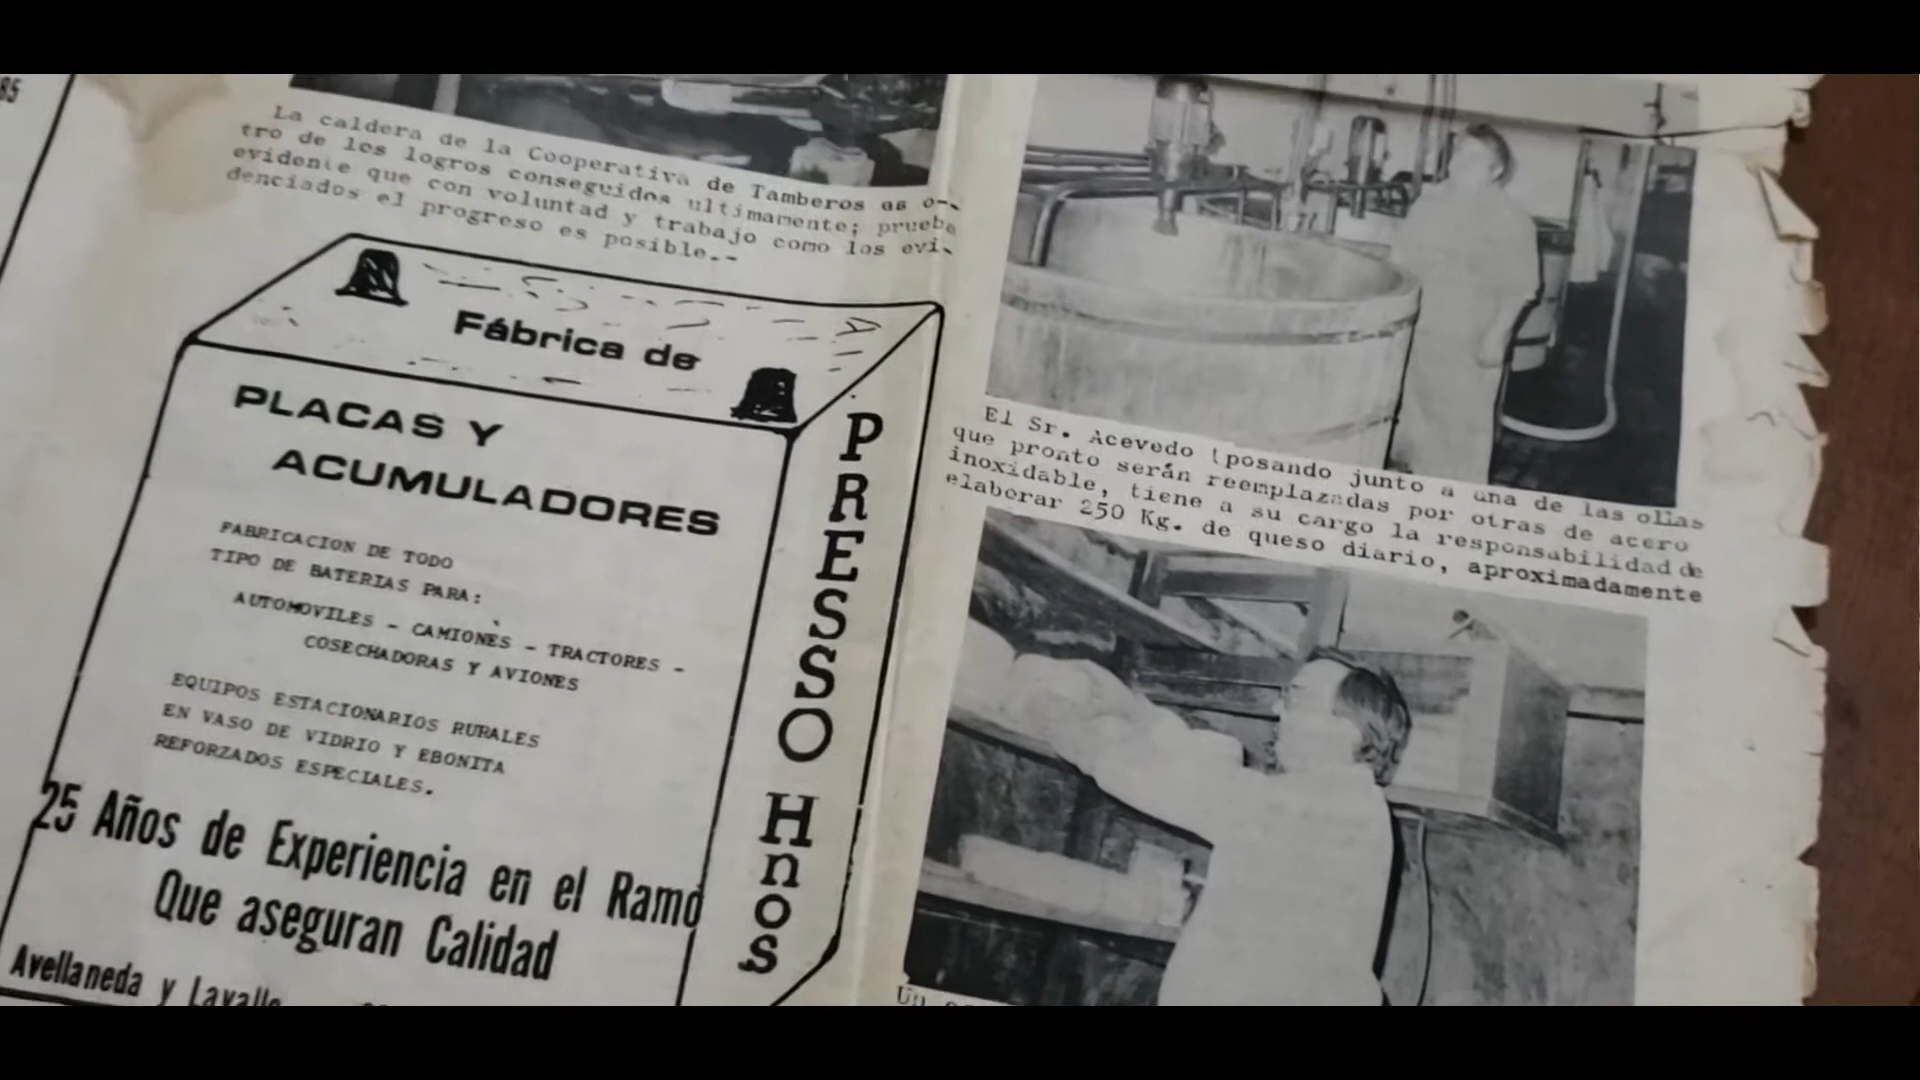 85
La caldera de la Cooperativa de Tamberos es o-
tro de los logros conseguidos ultimamente; prueba
evidente que con voluntad y trabajo como los evi-
denciados el progreso es posible.-
Fábrica de
PLACAS Y
ACUMULADORES
FABRICACION DE TODO
TIPO DE BATERIAS PARA:
AUTOMOVILES - CAMIONES - TRACTORES -
COSECHADORAS Y AVIONES
EQUIPOS ESTACIONARIOS RURALES
EN VASO DE VIDRIO Y EBONITA
REFORZADOS ESPECIALES.
25 Años de Experiencia en el Ramo
Que aseguran Calidad
Avellaneda y Lavalle
PRESSO Hnos
El Sr. Acevedo (posando junto a una de las ollas
que pronto serán reemplazadas por otras de acero
inoxidable, tiene a su cargo la responsabilidad de
elaborar 250 Kg. de queso diario, aproximadamente
Un